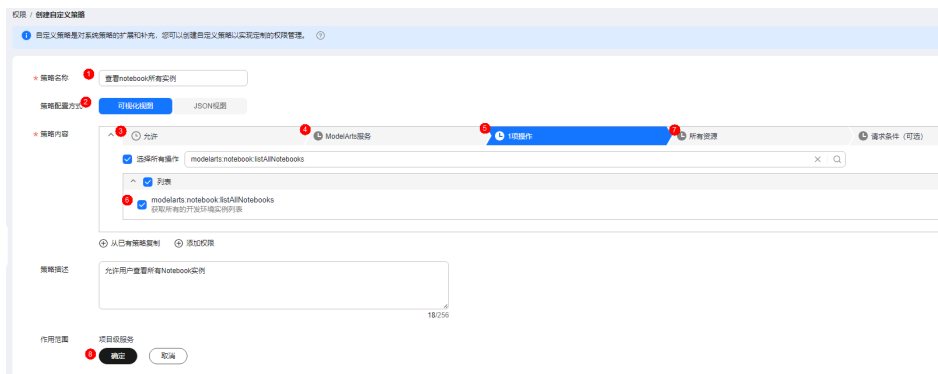 权限 / 创建自定义策略
自定义策略是对系统策略的扩展和补充，您可以创建自定义策略以实现定制的权限管理。
* 策略名称 1 查看notebook所有实例
策略配置方式 2 可视化视图 JSON视图
* 策略内容 3 允许 4 ModelArts服务 5 1项操作 7 所有资源 请求条件（可选）
选择所有操作 modelarts:notebook:listAllNotebooks
列表
6 modelarts:notebook:listAllNotebooks
获取所有的开发环境实例列表
从已有策略复制 添加权限
策略描述 允许用户查看所有Notebook实例
18/256
作用范围 项目级服务
8 确定 取消